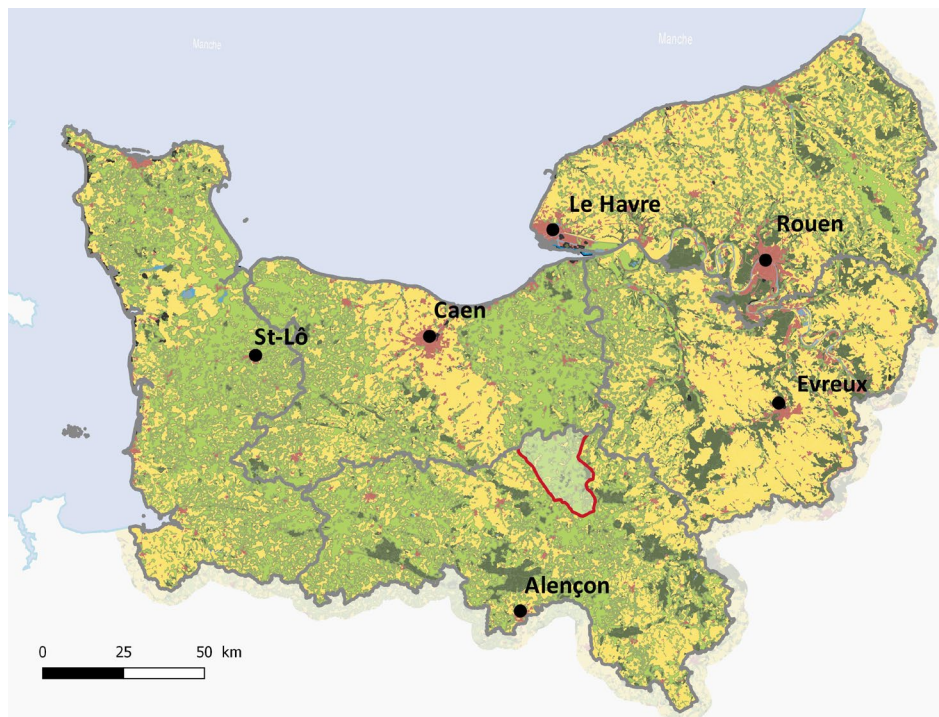 Manche
Manche
Le Havre
Rouen
Caen
St-Lô
Evreux
Alençon
0 25 50 km